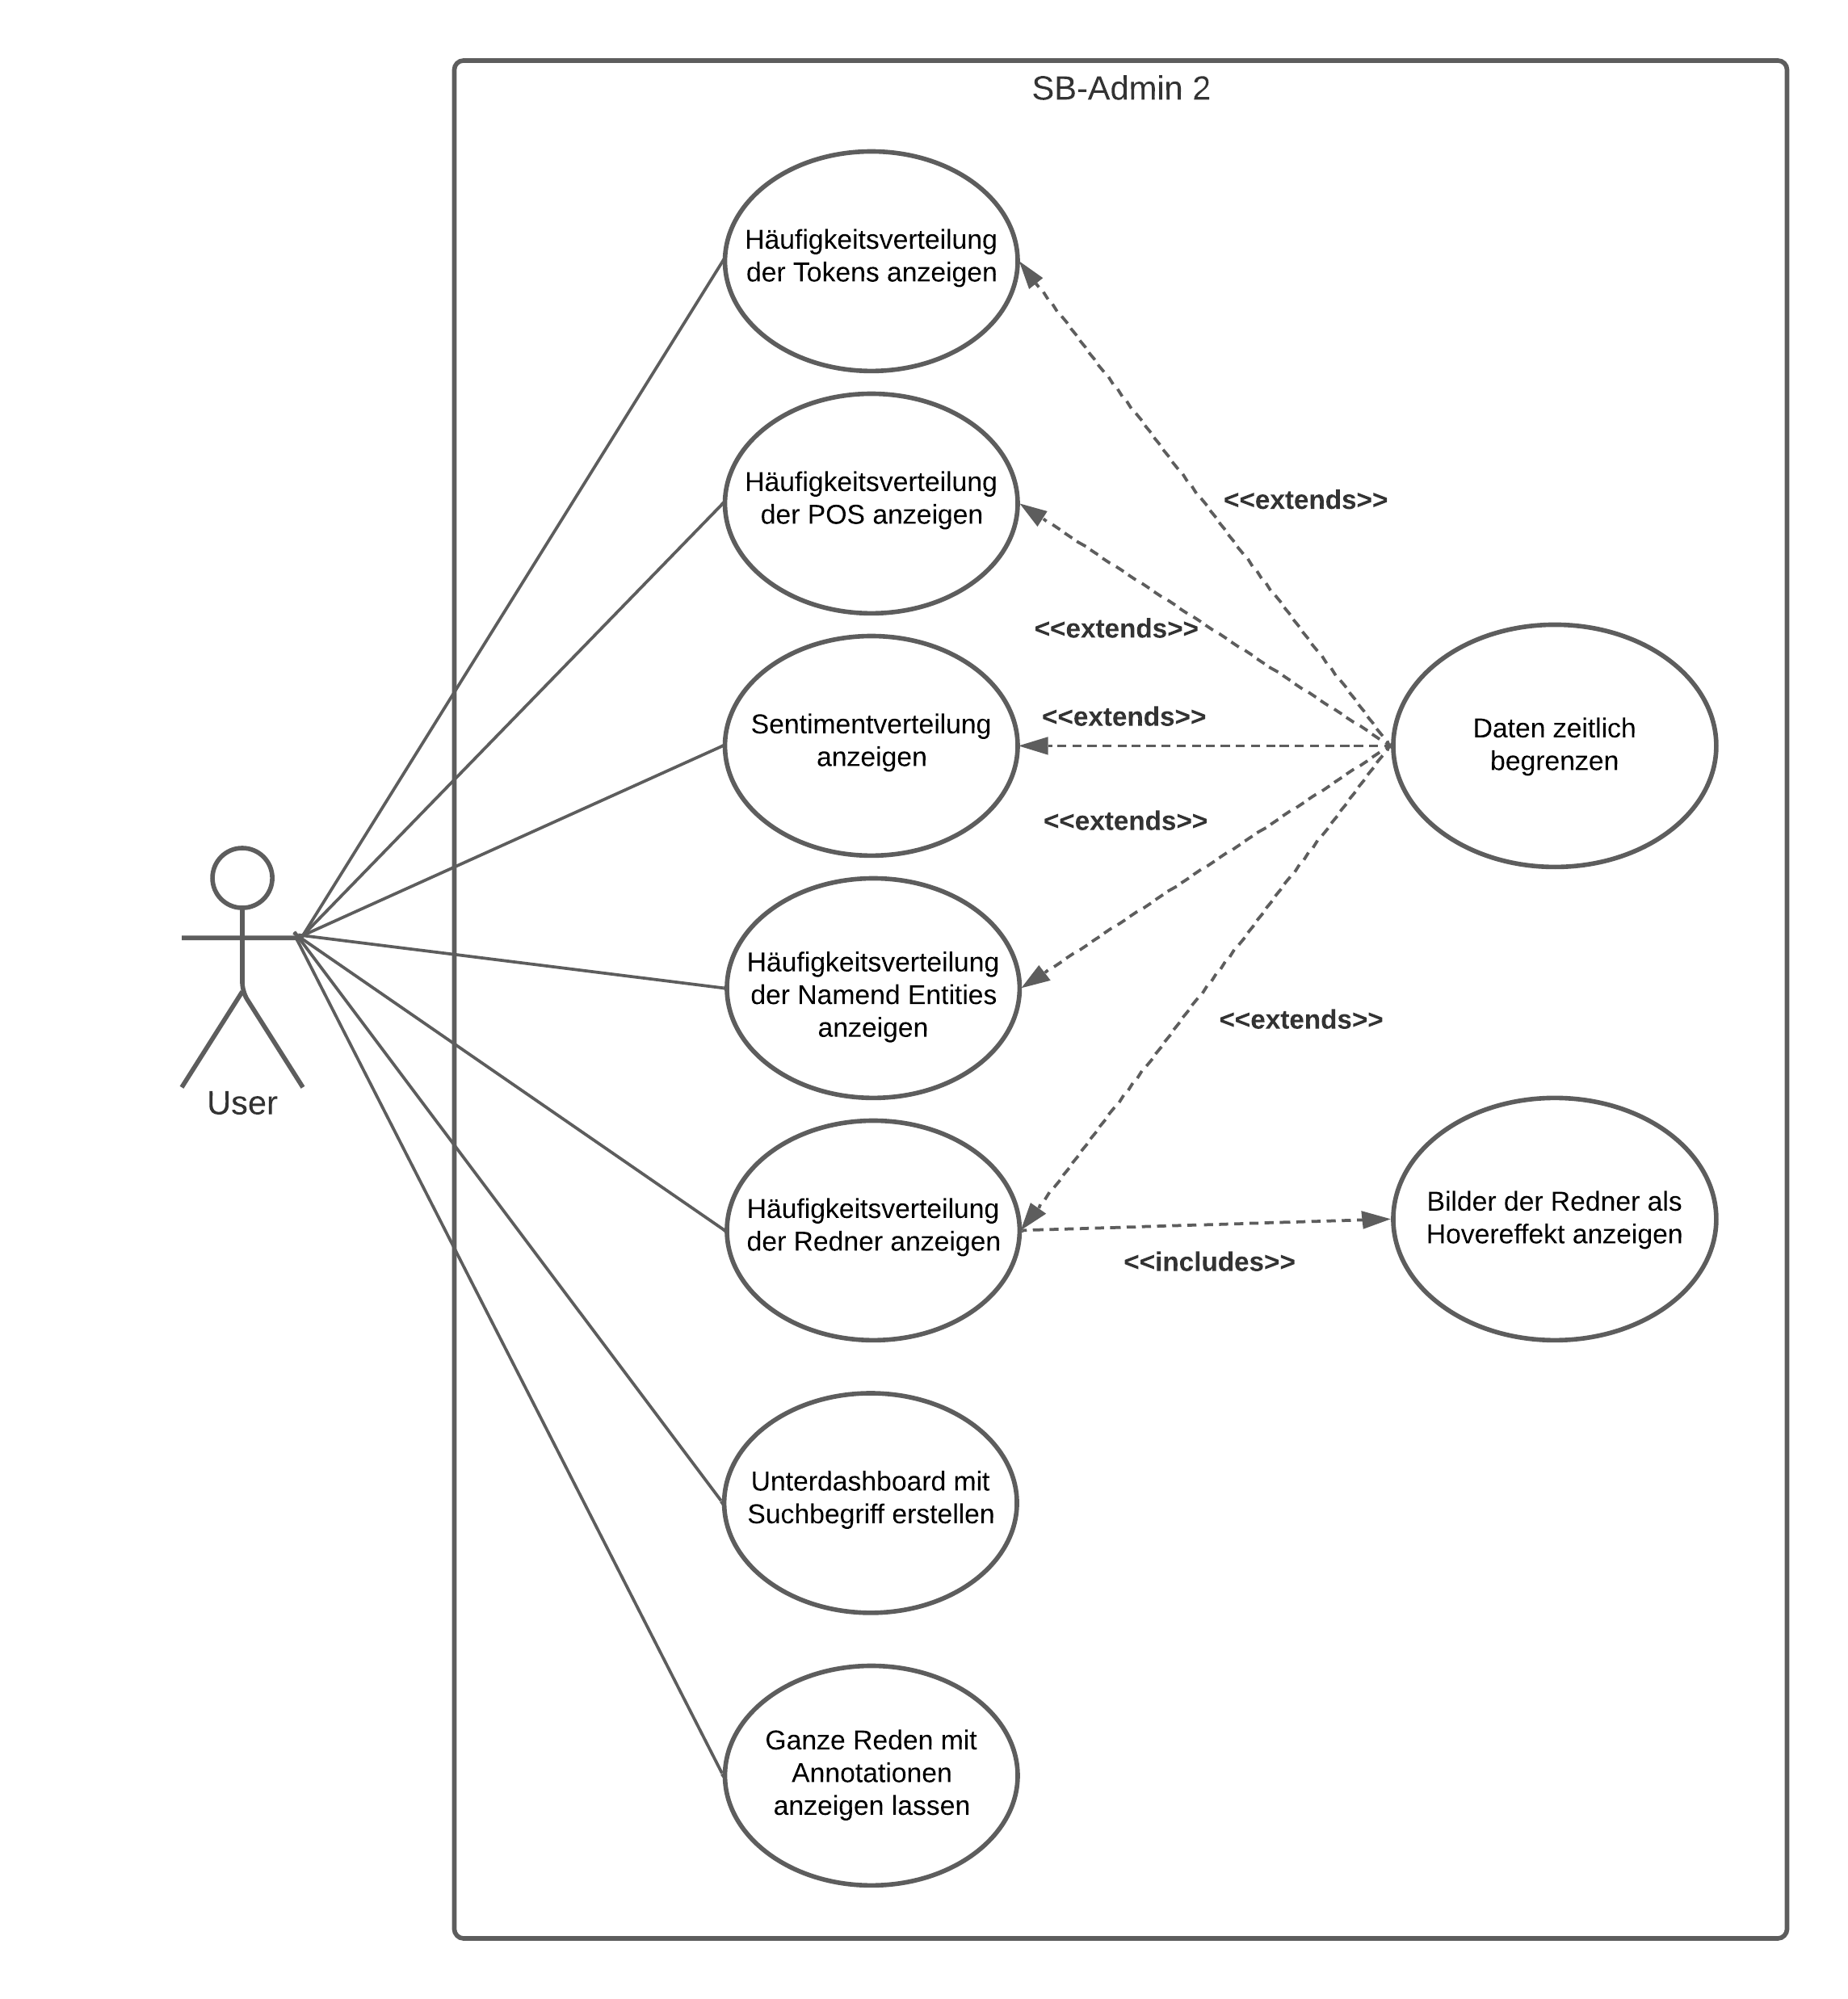 SB-Admin 2
Häufigkeitsverteilung
der Tokens anzeigen
Häufigkeitsverteilung
der POS anzeigen
<<extends>>
<<extends>>
Sentimentverteilung
anzeigen
<<extends>>
Daten zeitlich
begrenzen
<<extends>>
Häufigkeitsverteilung
der Namend Entities
anzeigen
<<extends>>
User
Häufigkeitsverteilung
der Redner anzeigen
Bilder der Redner als
Hovereffekt anzeigen
<<includes>>
Unterdashboard mit
Suchbegriff erstellen
Ganze Reden mit
Annotationen
anzeigen lassen